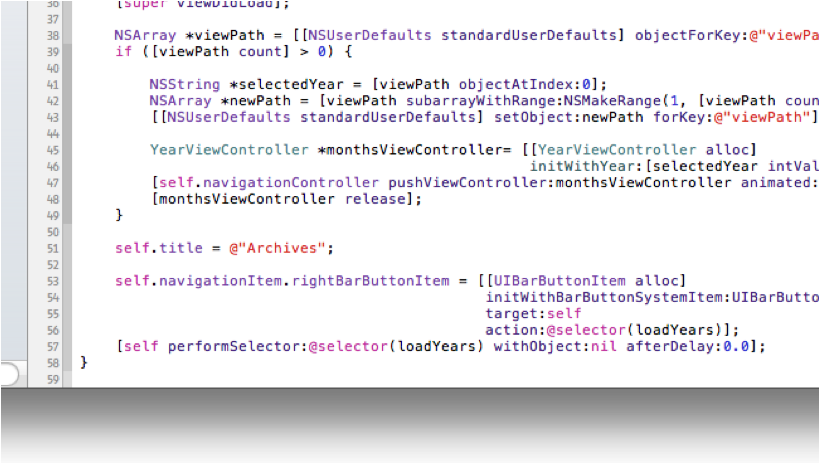 36 [super viewDidLoad];
37
38 NSArray *viewPath = [[NSUserDefaults standardUserDefaults] objectForKey:@"viewPa
39 if ([viewPath count] > 0) {
40
41 NSString *selectedYear = [viewPath objectAtIndex:0];
42 NSArray *newPath = [viewPath subarrayWithRange:NSMakeRange(1, [viewPath coun
43 [[NSUserDefaults standardUserDefaults] setObject:newPath forKey:@"viewPath"]
44
45 YearViewController *monthsViewController= [[YearViewController alloc]
46 initWithYear:[selectedYear intVal
47 [self.navigationController pushViewController:monthsViewController animated:
48 [monthsViewController release];
49 }
50
51 self.title = @"Archives";
52
53 self.navigationItem.rightBarButtonItem = [[UIBarButtonItem alloc]
54 initWithBarButtonSystemItem:UIBarButto
55 target:self
56 action:@selector(loadYears)];
57 [self performSelector:@selector(loadYears) withObject:nil afterDelay:0.0];
58 }
59